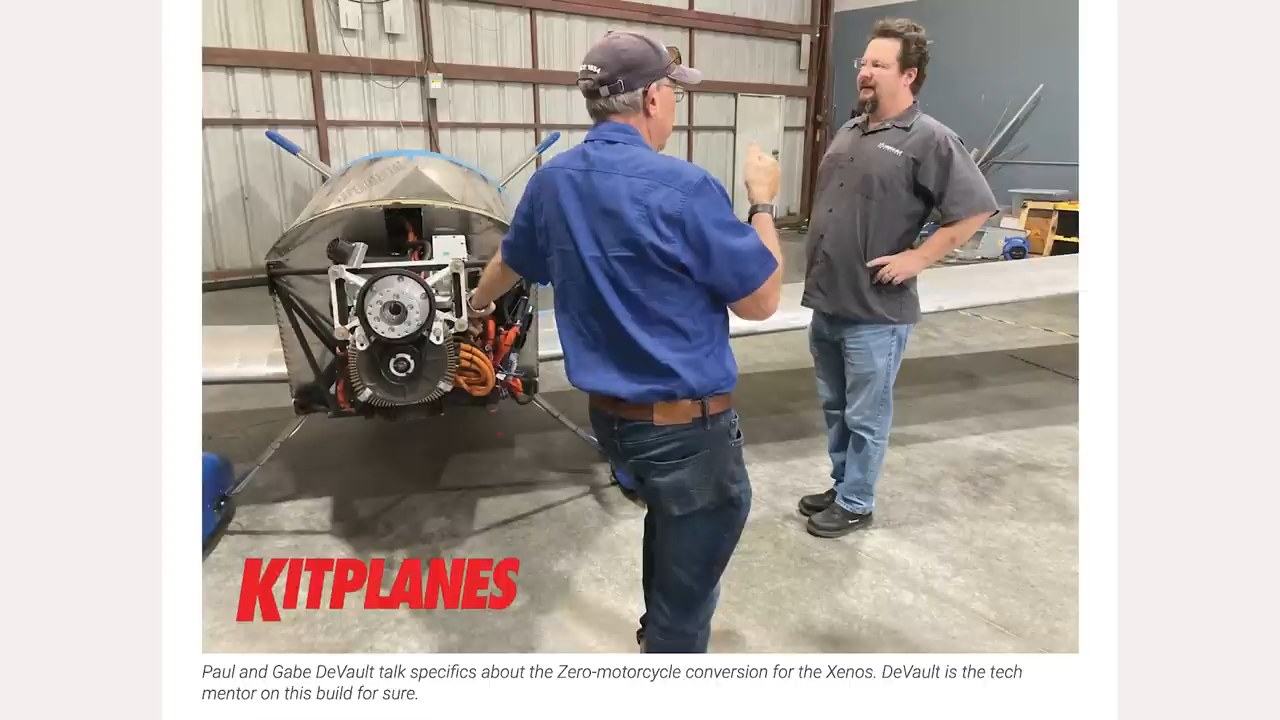 KITPLANES
Paul and Gabe DeVault talk specifics about the Zero-motorcycle conversion for the Xenos. DeVault is the tech
mentor on this build for sure.